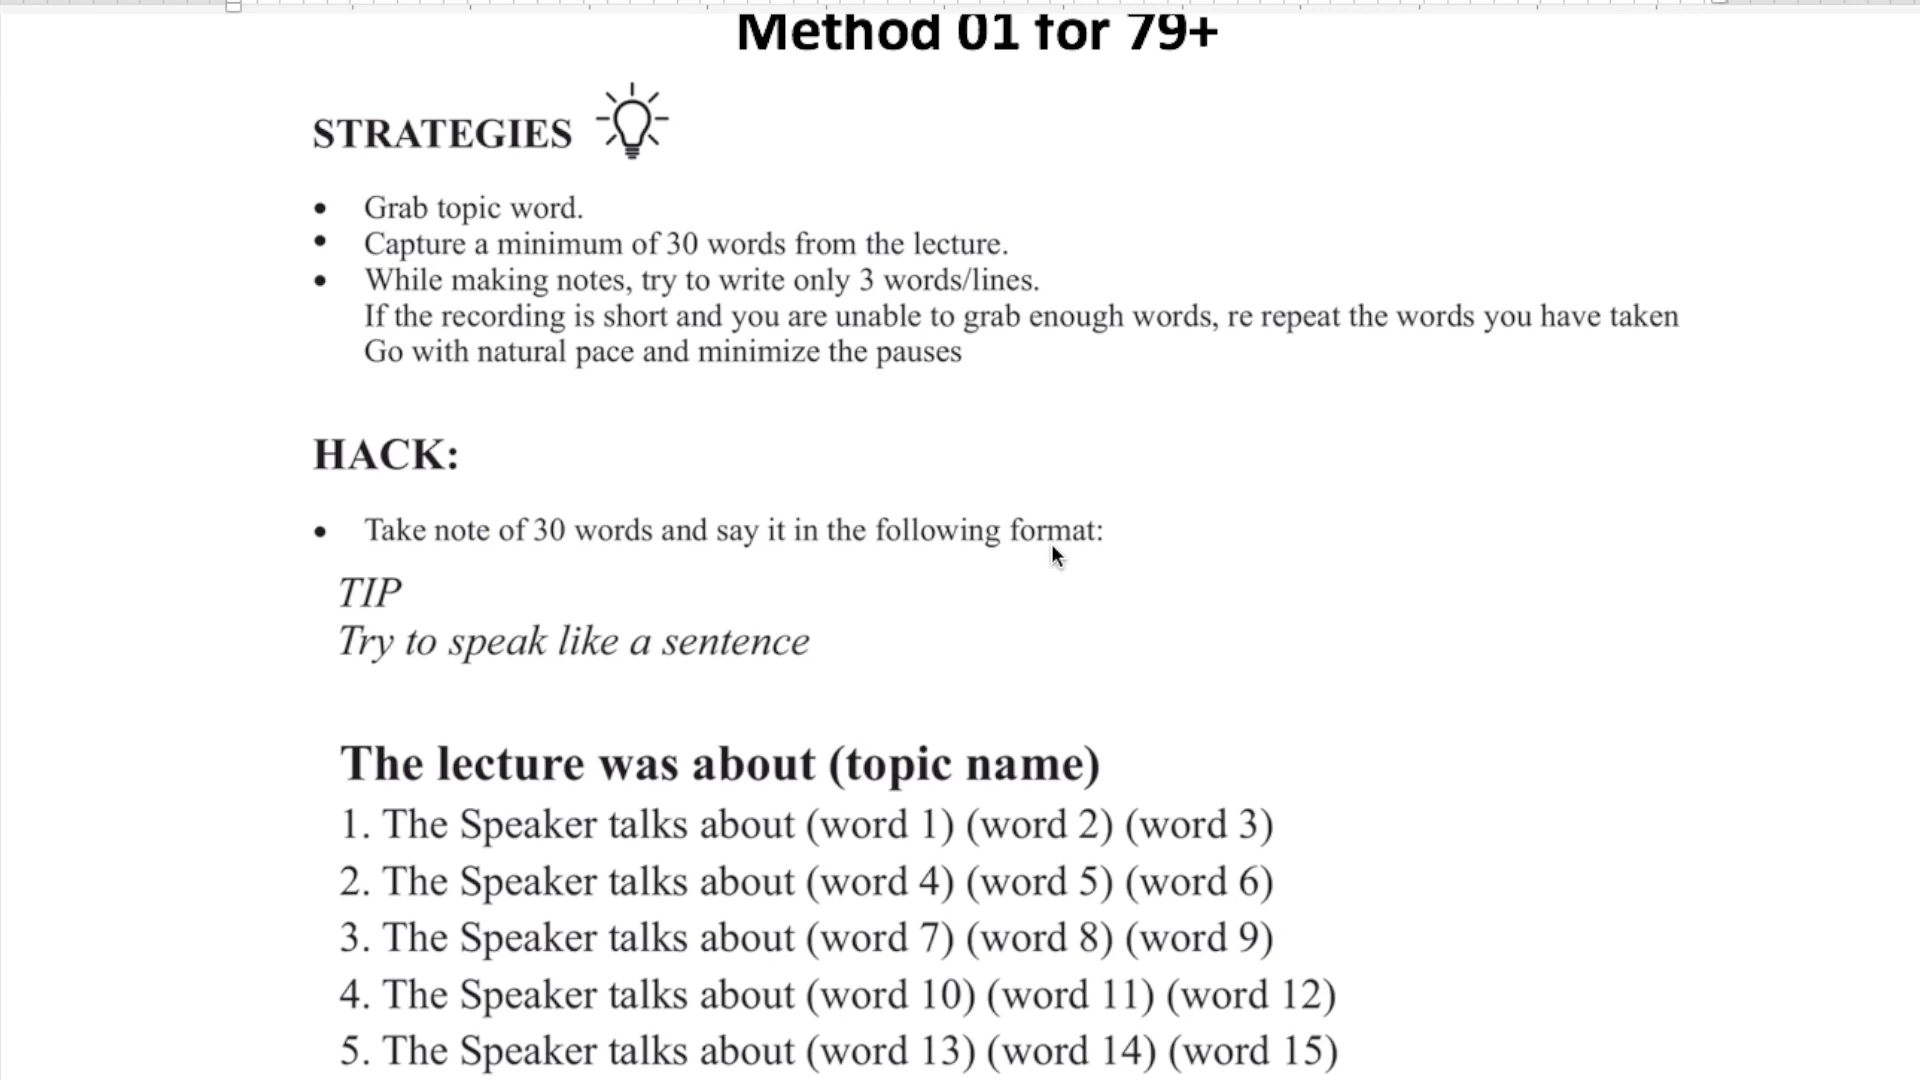 Method 01 for 79+
STRATEGIES
• Grab topic word.
• Capture a minimum of 30 words from the lecture.
• While making notes, try to write only 3 words/lines.
If the recording is short and you are unable to grab enough words, re repeat the words you have taken
Go with natural pace and minimize the pauses
HACK:
• Take note of 30 words and say it in the following format:
TIP
Try to speak like a sentence
The lecture was about (topic name)
1. The Speaker talks about (word 1) (word 2) (word 3)
2. The Speaker talks about (word 4) (word 5) (word 6)
3. The Speaker talks about (word 7) (word 8) (word 9)
4. The Speaker talks about (word 10) (word 11) (word 12)
5. The Speaker talks about (word 13) (word 14) (word 15)